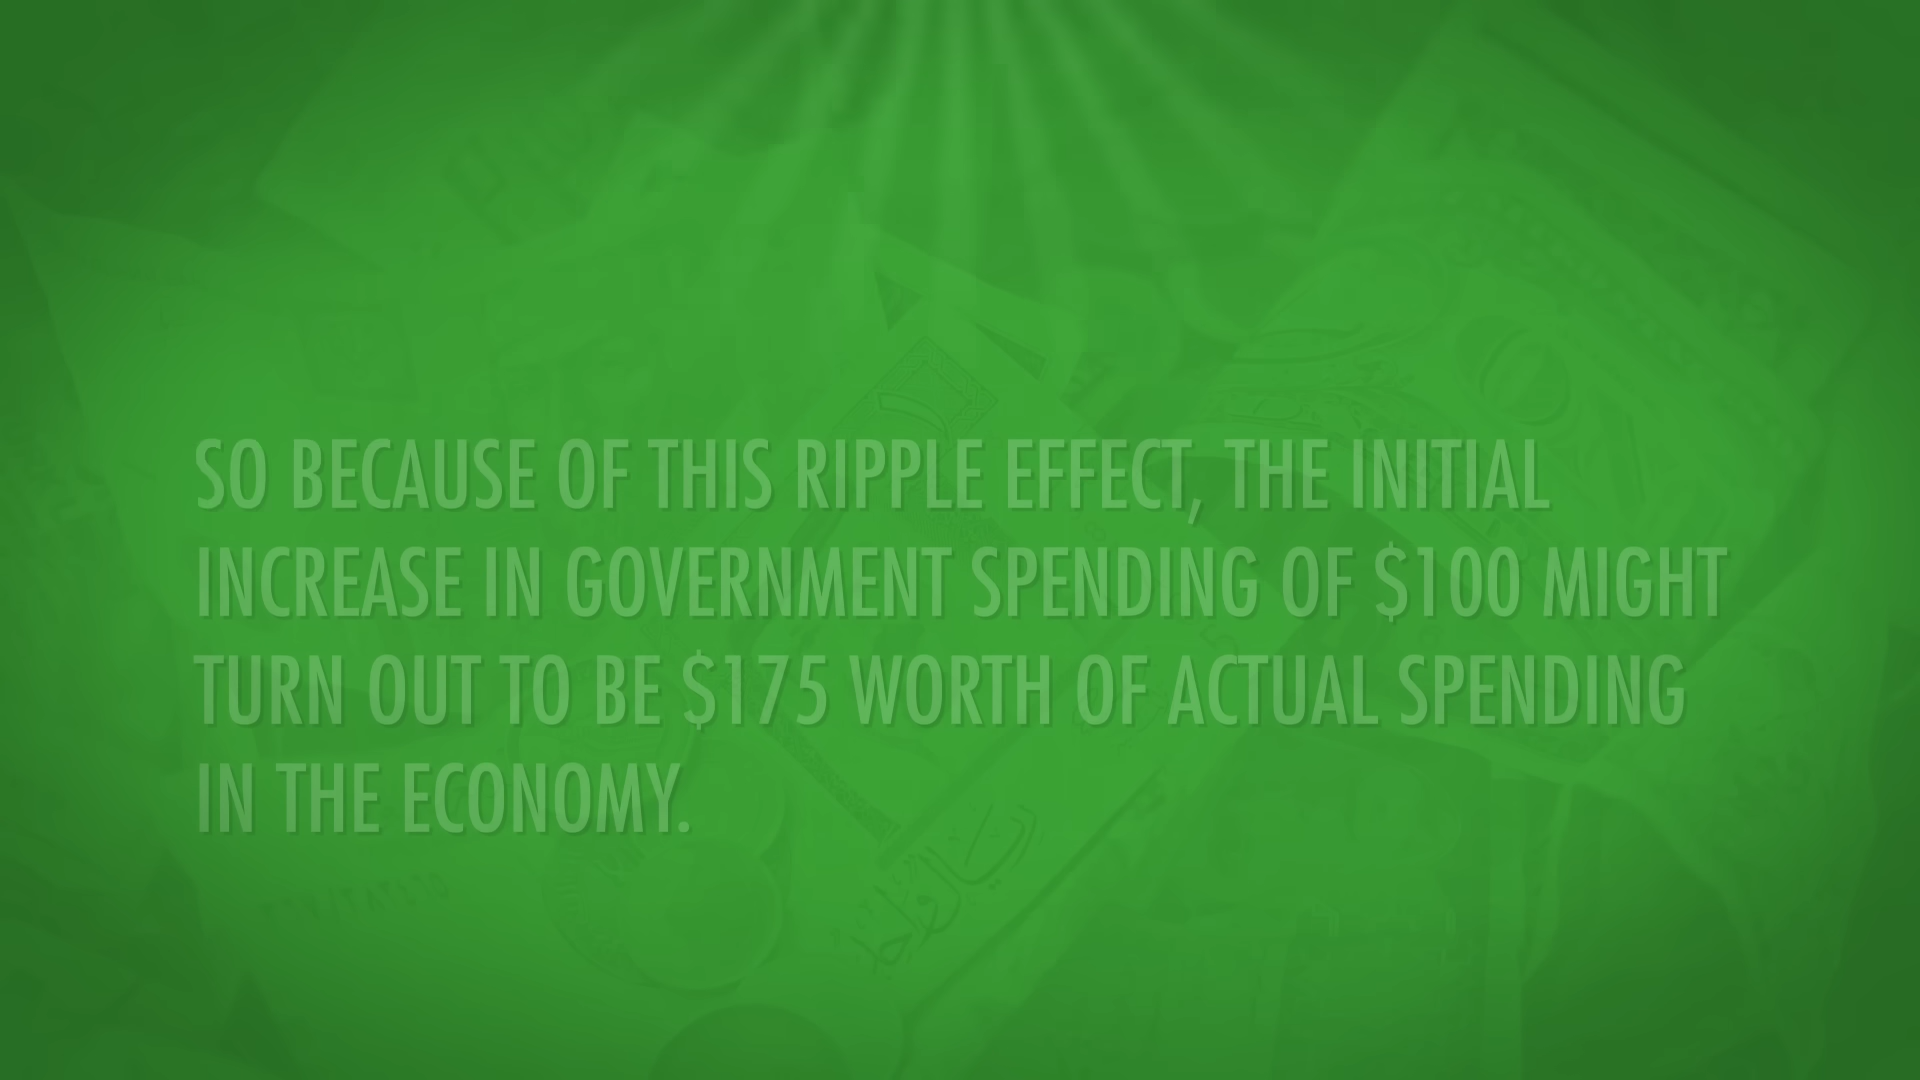 SO BECAUSE OF THIS RIPPLE EFFECT, THE INITIAL
INCREASE IN GOVERNMENT SPENDING OF $100 MIGHT
TURN OUT TO BE $175 WORTH OF ACTUAL SPENDING
IN THE ECONOMY.